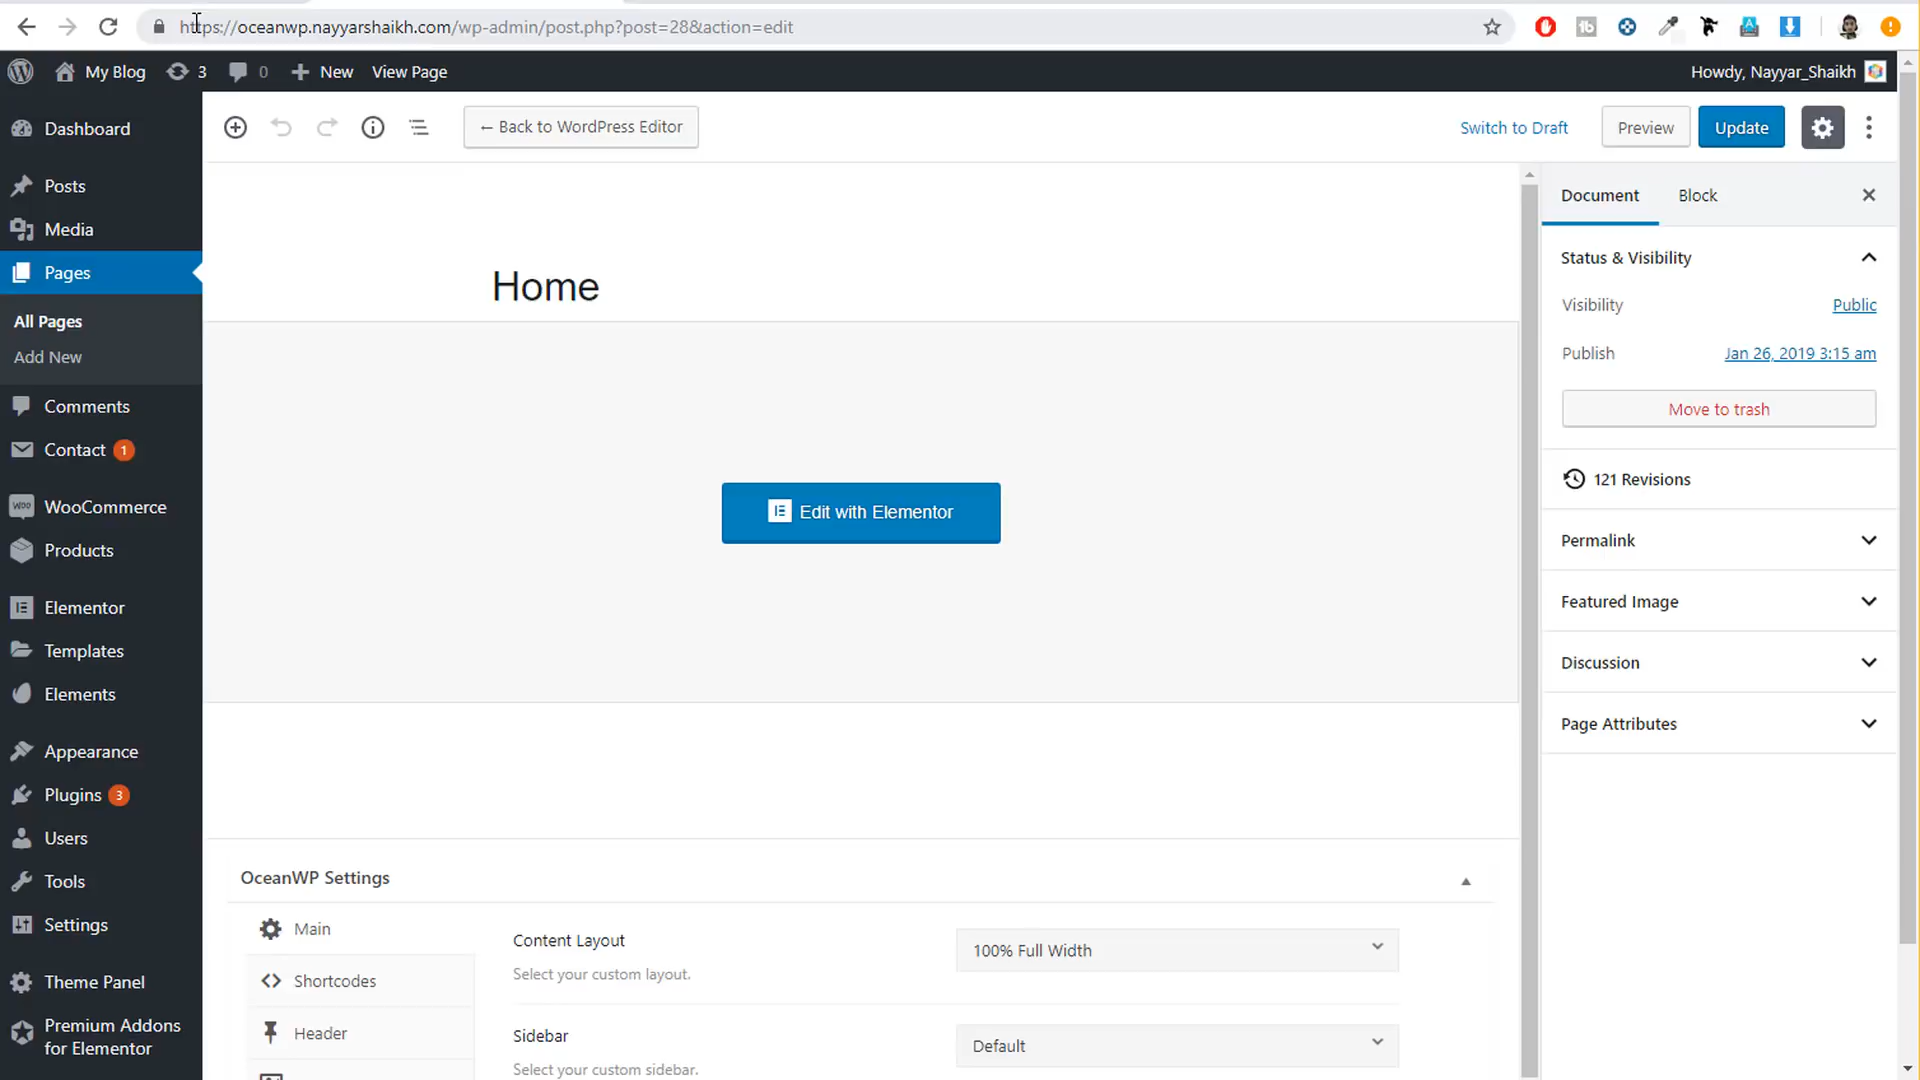 https://oceanwp.nayyarshaikh.com/wp-admin/post.php?post=28&action=edit
My Blog 3 0 New View Page Howdy, Nayyar_Shaikh
Dashboard
Posts
Media
Pages
All Pages
Add New
Comments
Contact 1
WooCommerce
Products
Elementor
Templates
Elements
Appearance
Plugins 3
Users
Tools
Settings
Theme Panel
Premium Addons
for Elementor
← Back to WordPress Editor
Switch to Draft
Preview
Update
Home
Edit with Elementor
OceanWP Settings
Main
Shortcodes
Header
Content Layout
Select your custom layout.
100% Full Width
Sidebar
Select your custom sidebar.
Default
Document Block
Status & Visibility
Visibility Public
Publish Jan 26, 2019 3:15 am
Move to trash
121 Revisions
Permalink
Featured Image
Discussion
Page Attributes